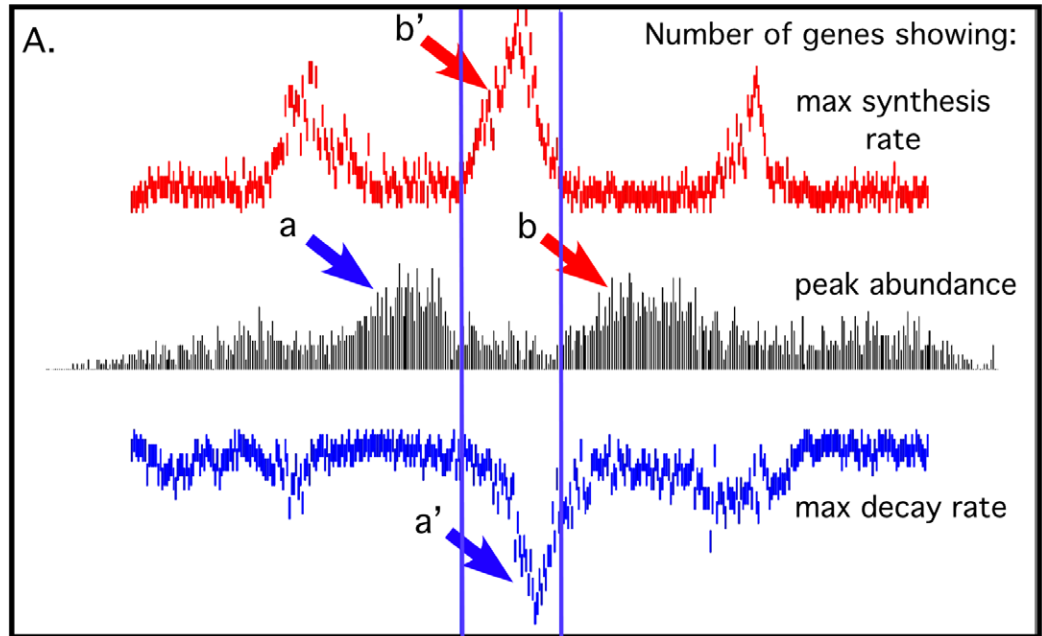 A.
b’
Number of genes showing:
max synthesis
rate
a
b
peak abundance
a’
max decay rate